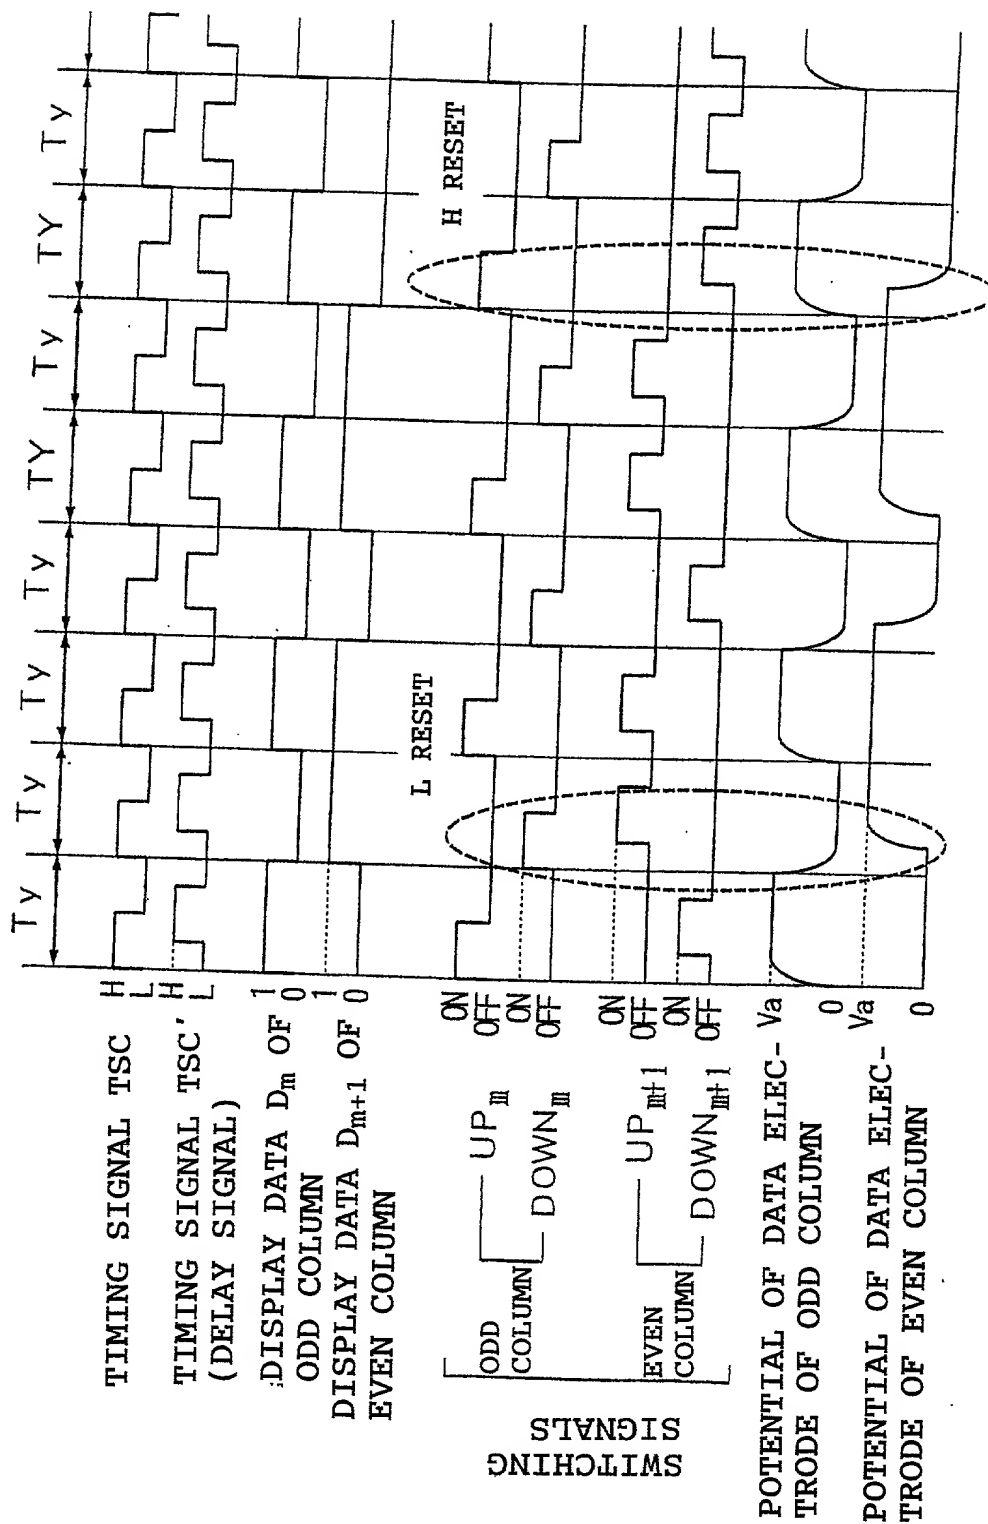 Ty
Ty
Ty
Ty
TY
Ty
TY
Ty
TIMING SIGNAL TSC
H
L
TIMING SIGNAL TSC'
(DELAY SIGNAL)
H
L
DISPLAY DATA Dm OF
ODD COLUMN
1
0
DISPLAY DATA Dm+1 OF
EVEN COLUMN
1
0
L RESET
H RESET
SWITCHING
SIGNALS
ODD
COLUMN
UPm
ON
OFF
DOWNm
ON
OFF
EVEN
COLUMN
UPm+1
ON
OFF
DOWNm+1
ON
OFF
POTENTIAL OF DATA ELEC-
TRODE OF ODD COLUMN
Va
0
POTENTIAL OF DATA ELEC-
TRODE OF EVEN COLUMN
Va
0